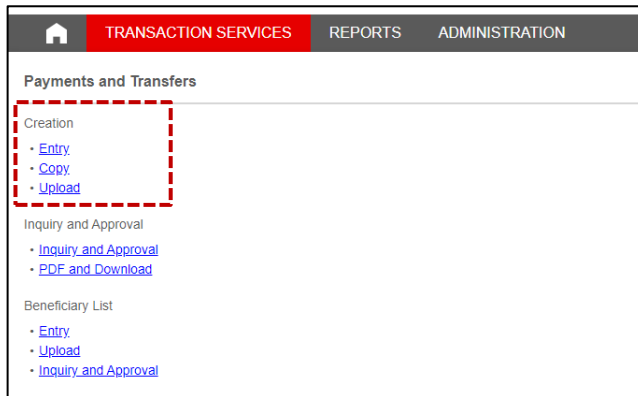 TRANSACTION SERVICES REPORTS ADMINISTRATION
Payments and Transfers
Creation
• Entry
• Copy
• Upload
Inquiry and Approval
• Inquiry and Approval
• PDF and Download
Beneficiary List
• Entry
• Upload
• Inquiry and Approval